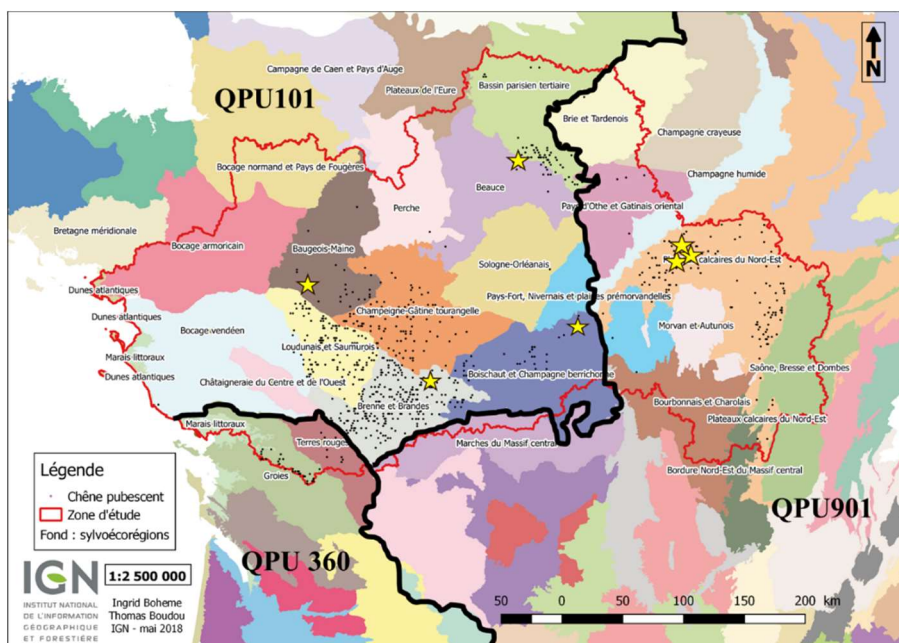 Campagne de Caen et Pays d'Auge
QPU101
Plateaux de l'Eure
Bassin parisien tertiaire
N
Brie et Tardenois
Champagne crayeuse
Bocage normand et Pays de Fougères
Champagne humide
Perche
Beauce
Pays d'Othe et Gatinais oriental
Bretagne méridionale
Bocage armoricain
Baugeois-Maine
Sologne-Orléanais
calcaires du Nord-Est
Dunes atlantiques
Dunes atlantiques
Champeigne-Gâtine tourangelle
Pays-Fort, Nivernais et plaines prémorvandelles
Bocage vendéen
Loudunais et Saumurois
Morvan et Autunois
Marais littoraux
Dunes atlantiques
Châtaigneraie du Centre et de l'Ouest
Boischaut et Champagne berrichonne
Saône, Bresse et Dombes
Brenne et Brandes
Bourbonnais et Charolais
Plateaux calcaires du Nord-Est
Marais littoraux
Terres rouges
Marches du Massif central
Bordure Nord-Est du Massif central
Groies
QPU901
QPU 360
Légende
Chêne pubescent
Zone d'étude
Fond : sylvoécorégions
IGN
INSTITUT NATIONAL
DE L'INFORMATION
GÉOGRAPHIQUE
ET FORESTIÈRE
1:2 500 000
Ingrid Boheme
Thomas Boudou
IGN - mai 2018
50 0 50 100 150 200 km